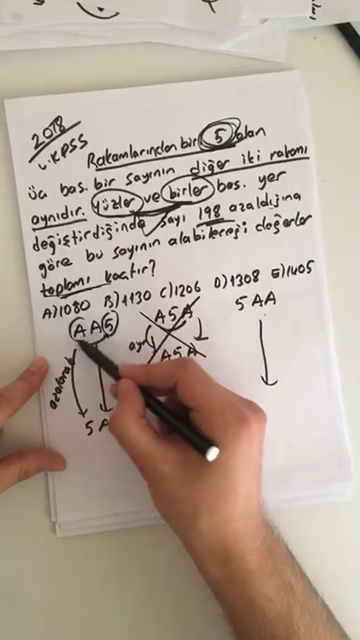 2018
KPSS
Rakamlarından biri 5 olan
üç bas. bir sayının diğer iki rakamı
aynıdır. Yüzler ve birler bas. yer
değiştirdiğinde sayı 198 azaldığına
göre bu sayının alabileceği değerler
toplamı kaçtır?
A)1080 B)1130 C)1206 D)1308 E)1405
AA5 A5A 5AA
azalacak A5A
5A